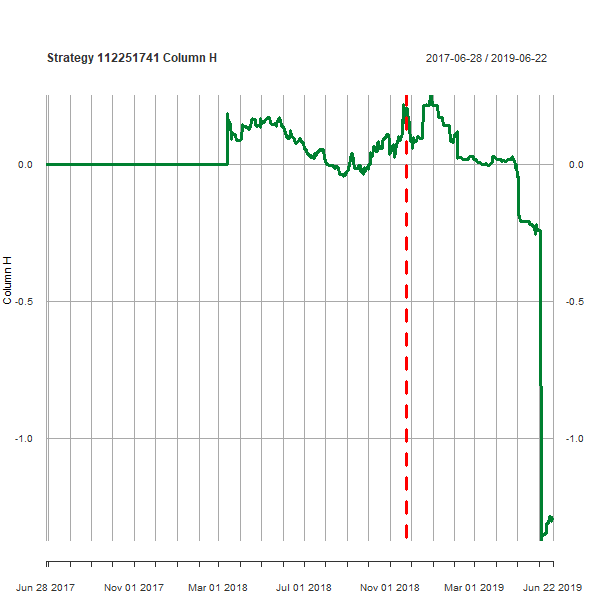 Strategy 112251741 Column H
2017-06-28 / 2019-06-22
0.0
0.0
Column H
-0.5
-0.5
-1.0
-1.0
Jun 28 2017
Nov 01 2017
Mar 01 2018
Jul 01 2018
Nov 01 2018
Mar 01 2019
Jun 22 2019